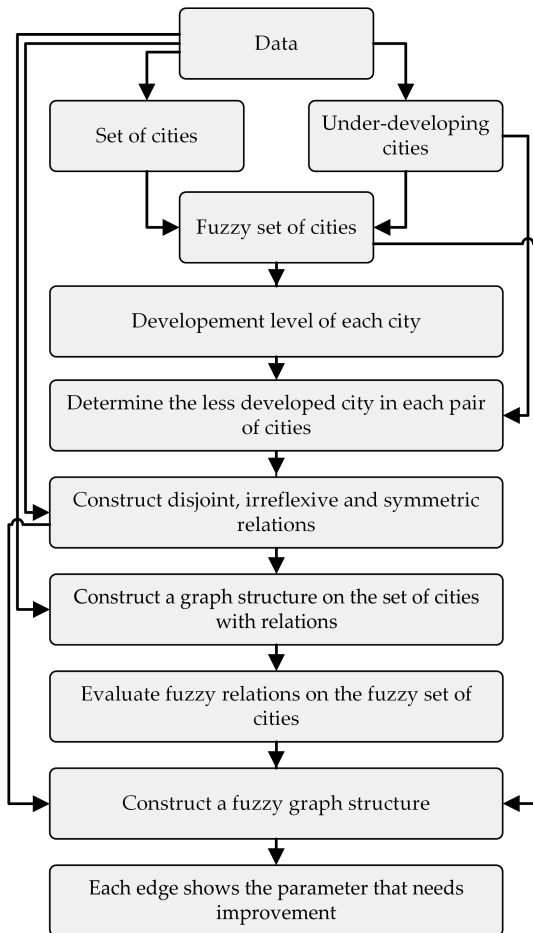 Data
Set of cities
Under-developing
cities
Fuzzy set of cities
Developement level of each city
Determine the less developed city in each pair
of cities
Construct disjoint, irreflexive and symmetric
relations
Construct a graph structure on the set of cities
with relations
Evaluate fuzzy relations on the fuzzy set of
cities
Construct a fuzzy graph structure
Each edge shows the parameter that needs
improvement